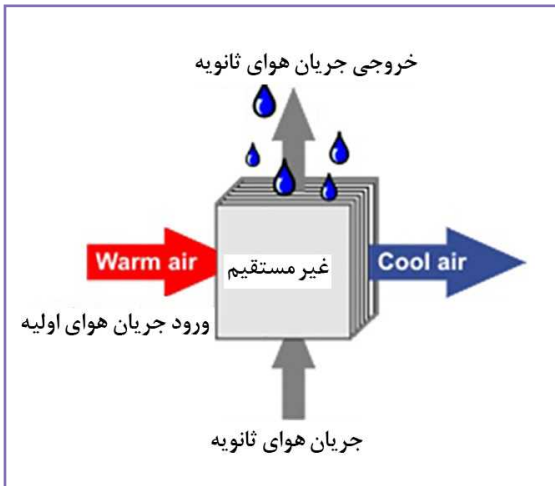 خروجی جریان هوای ثانویه
Warm air
غیر مستقیم
Cool air
ورود جریان هوای اولیه
جریان هوای ثانویه